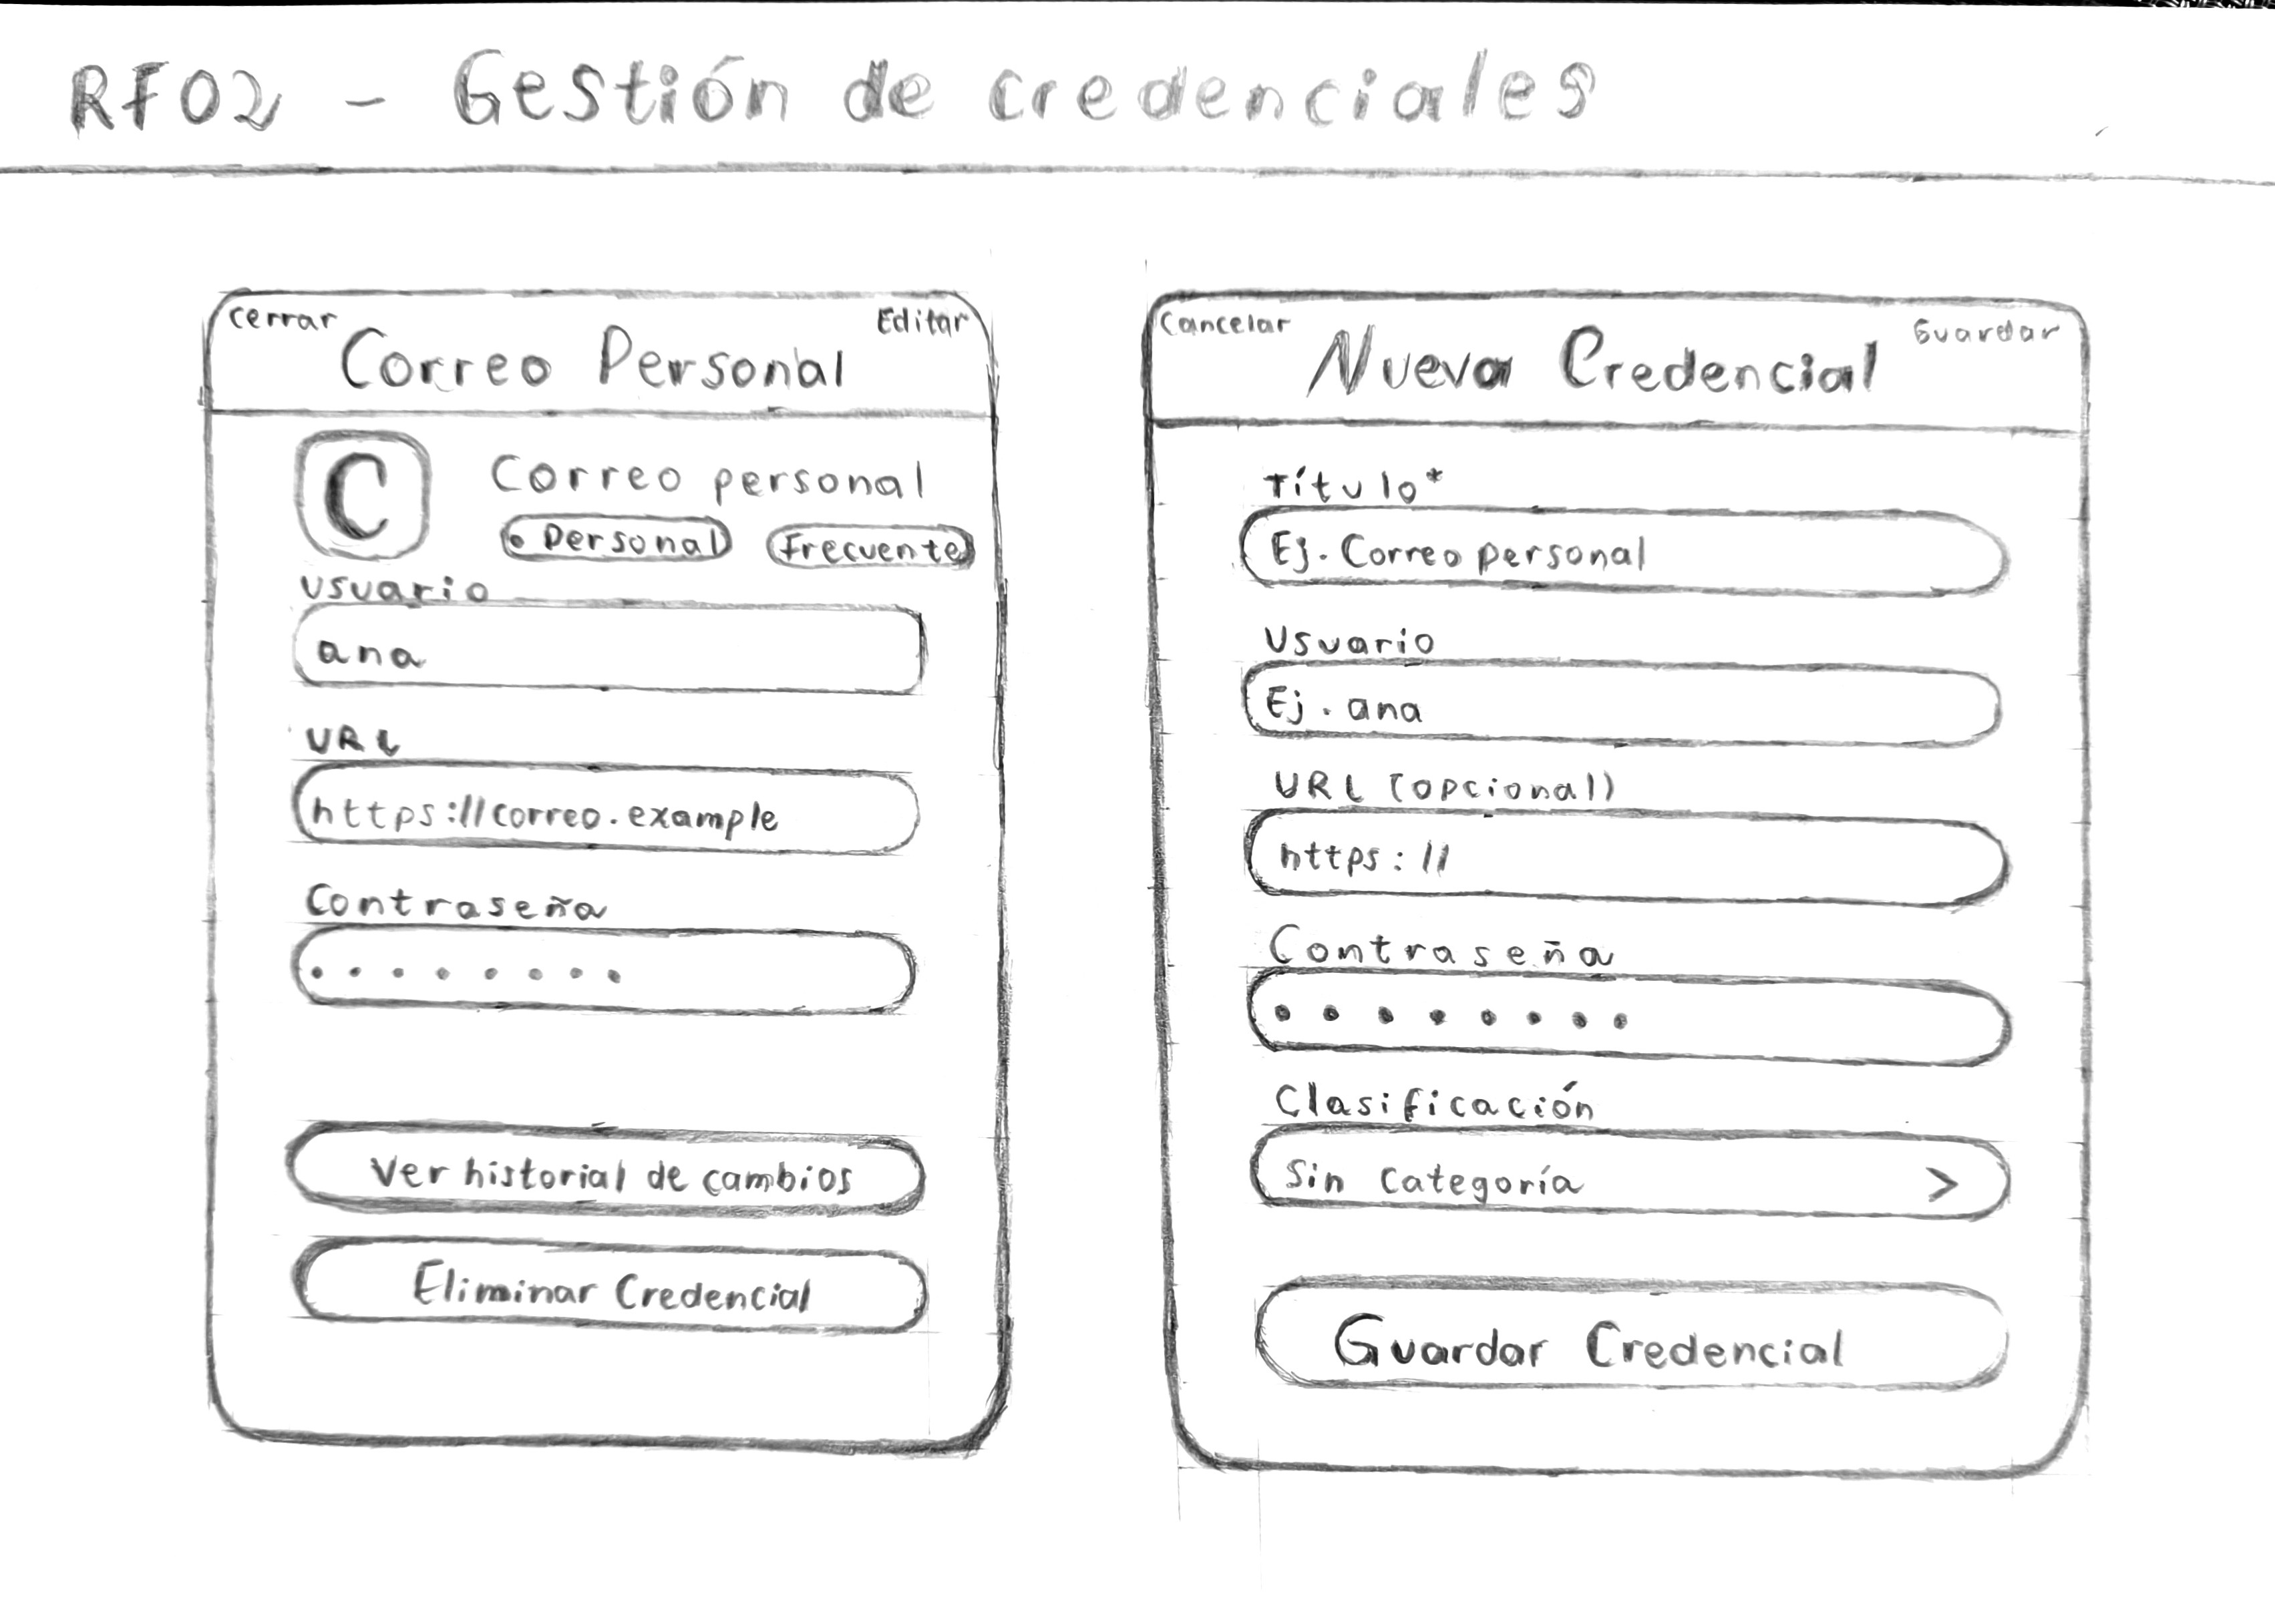 RF02 - Gestión de credenciales
cerrar
Editar
Correo Personal
C
Correo personal
• Personal
Frecuente
Usuario
ana
URL
https://correo.example
Contraseña
• • • • • • • •
Ver historial de cambios
Eliminar Credencial
Cancelar
Guardar
Nueva Credencial
Título*
Ej. Correo personal
Usuario
Ej. ana
URL (opcional)
https://
Contraseña
• • • • • • • •
Clasificación
Sin Categoría >
Guardar Credencial